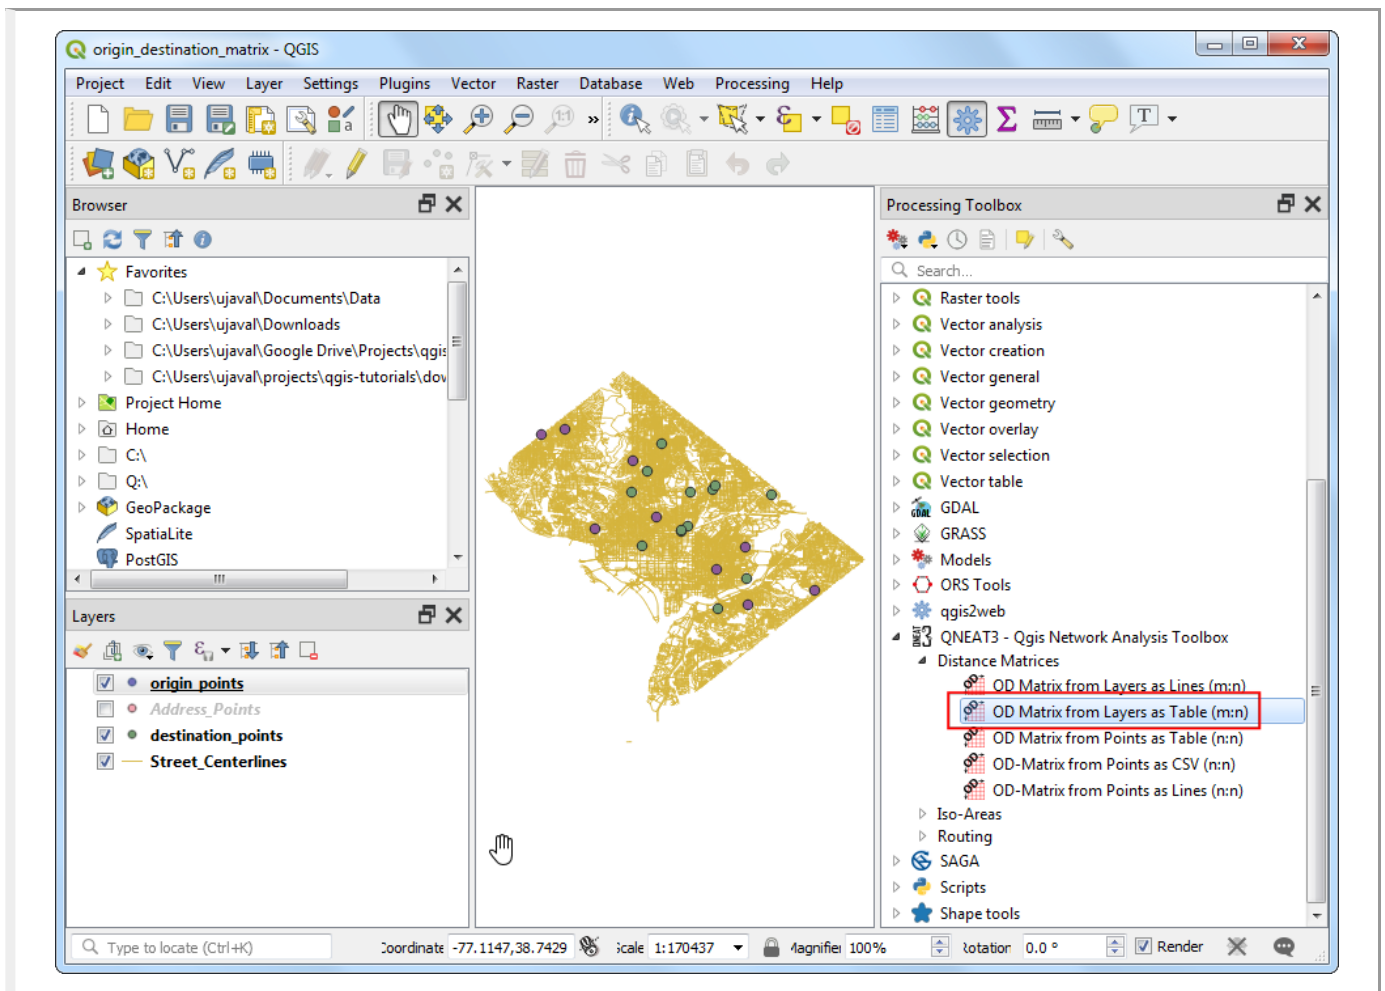 origin_destination_matrix - QGIS
Project Edit View Layer Settings Plugins Vector Raster Database Web Processing Help
Browser
Favorites
C:\Users\ujaval\Documents\Data
C:\Users\ujaval\Downloads
C:\Users\ujaval\Google Drive\Projects\qgis
C:\Users\ujaval\projects\qgis-tutorials\dov
Project Home
Home
C:\
Q:\
GeoPackage
SpatiaLite
PostGIS
Layers
origin_points
Address_Points
destination_points
Street_Centerlines
Processing Toolbox
Search...
Raster tools
Vector analysis
Vector creation
Vector general
Vector geometry
Vector overlay
Vector selection
Vector table
GDAL
GRASS
Models
ORS Tools
qgis2web
QNEAT3 - Qgis Network Analysis Toolbox
Distance Matrices
OD Matrix from Layers as Lines (m:n)
OD Matrix from Layers as Table (m:n)
OD Matrix from Points as Table (n:n)
OD-Matrix from Points as CSV (n:n)
OD-Matrix from Points as Lines (n:n)
Iso-Areas
Routing
SAGA
Scripts
Shape tools
Type to locate (Ctrl+K) Coordinate -77.1147,38.7429 Scale 1:170437 Magnifier 100% Rotation 0.0 ° Render